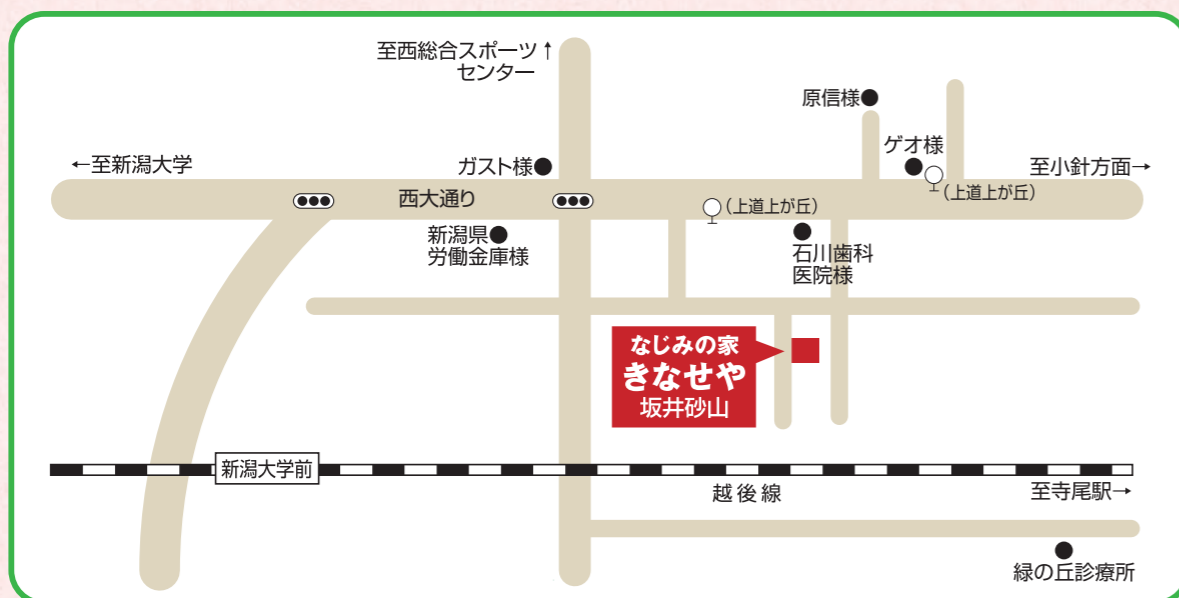 至西総合スポーツ↑
センター
原信様
ゲオ様
←至新潟大学
ガスト様
至小針方面→
西大通り
(上道上が丘)
(上道上が丘)
新潟県
労働金庫様
石川歯科
医院様
なじみの家
きなせや
坂井砂山
新潟大学前
越後線
至寺尾駅→
緑の丘診療所